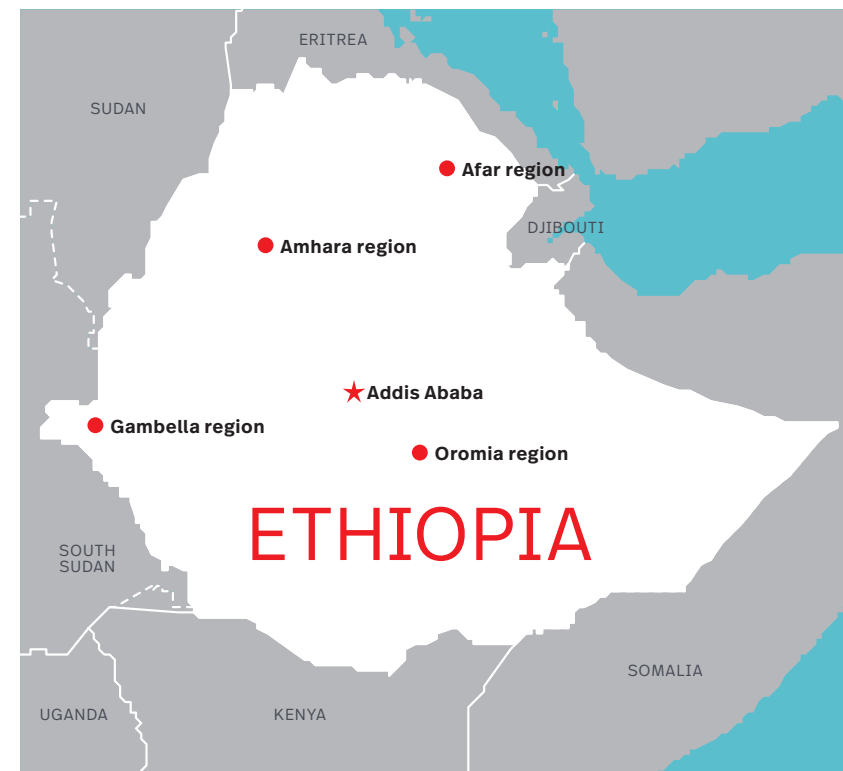 ERITREA
SUDAN
Afar region
DJIBOUTI
Amhara region
Addis Ababa
Gambella region
Oromia region
ETHIOPIA
SOUTH
SUDAN
SOMALIA
UGANDA
KENYA